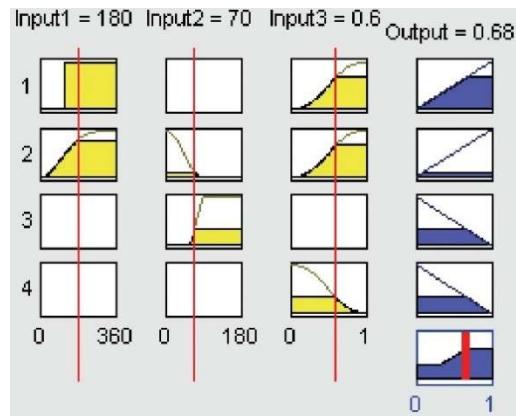 Input1 = 180 Input2 = 70 Input3 = 0.6 Output = 0.68
1
2
3
4
0 360 0 180 0 1
0 1